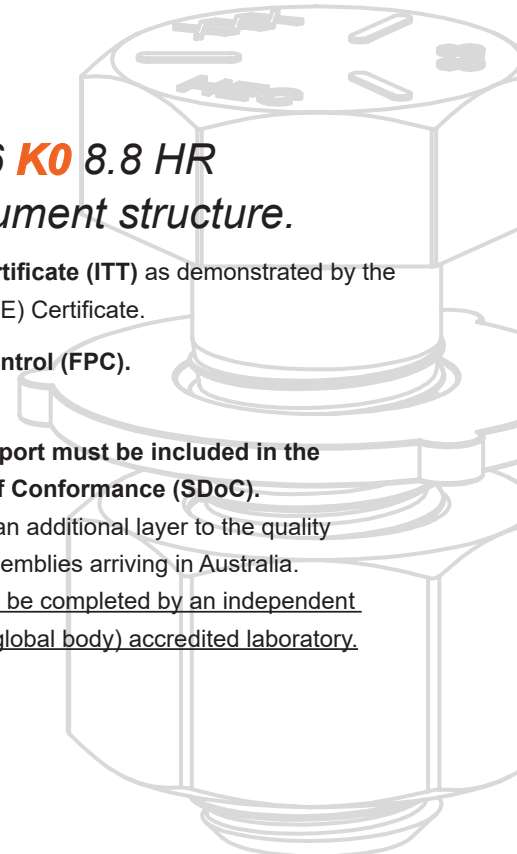 K0 8.8 HR
ument structure.
rtificate (ITT) as demonstrated by the
E) Certificate.
ntrol (FPC).
port must be included in the
f Conformance (SDoC).
an additional layer to the quality
emblies arriving in Australia.
be completed by an independent
global body) accredited laboratory.